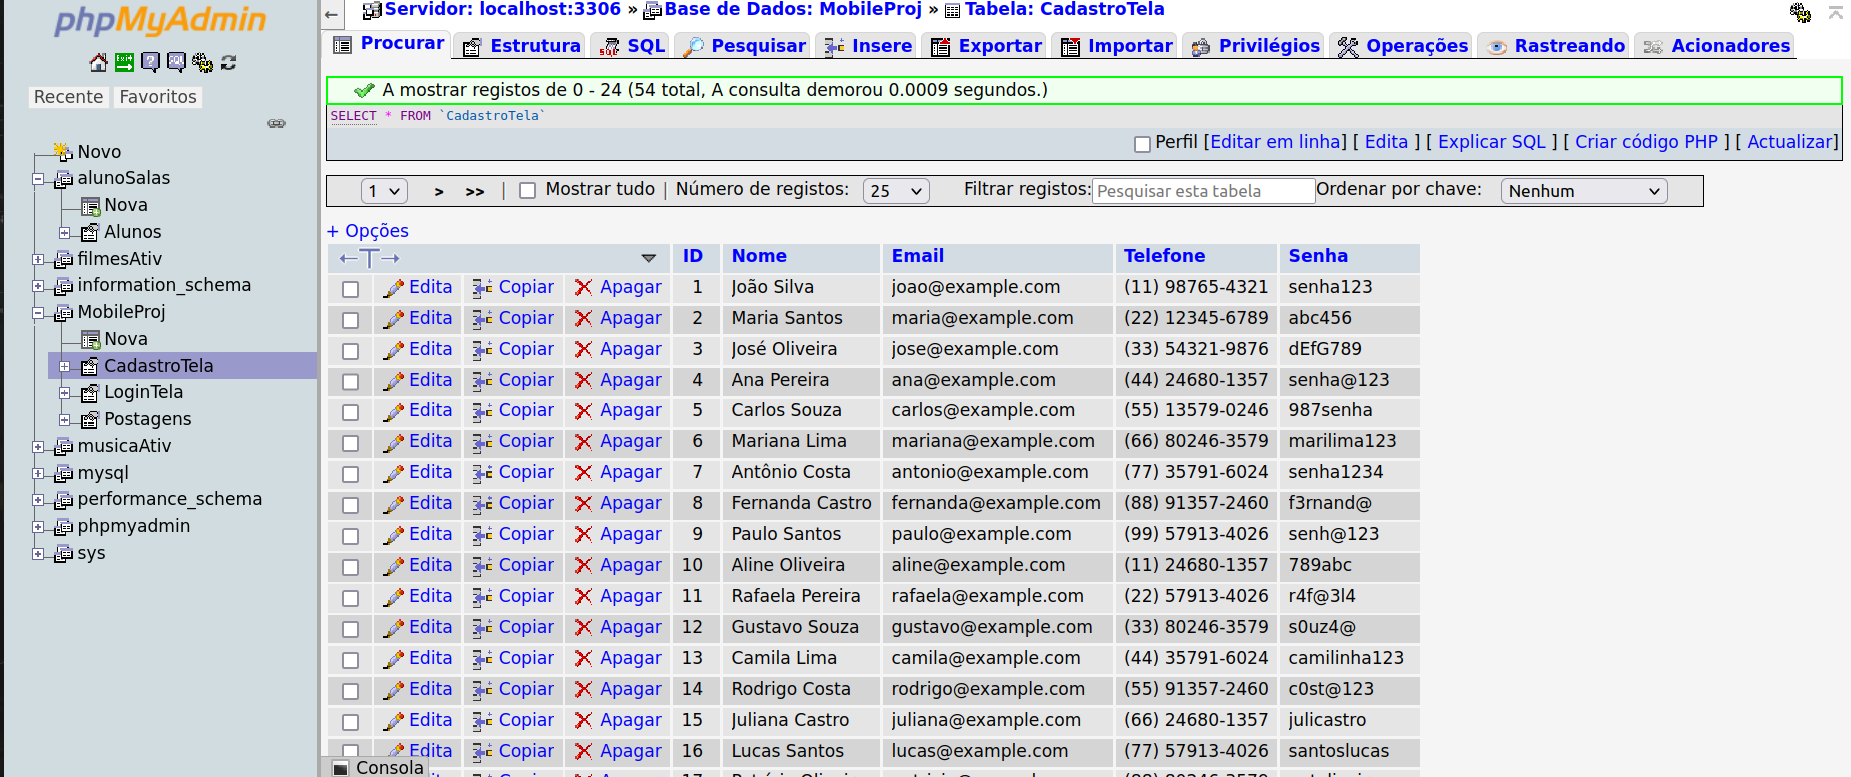 phpMyAdmin
Recente Favoritos
Novo
alunoSalas
Nova
Alunos
filmesAtiv
information_schema
MobileProj
Nova
CadastroTela
LoginTela
Postagens
musicaAtiv
mysql
performance_schema
phpmyadmin
sys
← Servidor: localhost:3306 » Base de Dados: MobileProj » Tabela: CadastroTela
Procurar Estrutura SQL Pesquisar Insere Exportar Importar Privilégios Operações Rastreando Acionadores
A mostrar registos de 0 - 24 (54 total, A consulta demorou 0.0009 segundos.)
SELECT * FROM `CadastroTela`
Perfil [Editar em linha] [ Edita ] [ Explicar SQL ] [ Criar código PHP ] [ Actualizar]
1 > >> | Mostrar tudo | Número de registos: 25 Filtrar registos: Pesquisar esta tabela Ordenar por chave: Nenhum
+ Opções
←T→ ID Nome Email Telefone Senha
Edita Copiar Apagar 1 João Silva joao@example.com (11) 98765-4321 senha123
Edita Copiar Apagar 2 Maria Santos maria@example.com (22) 12345-6789 abc456
Edita Copiar Apagar 3 José Oliveira jose@example.com (33) 54321-9876 dEfG789
Edita Copiar Apagar 4 Ana Pereira ana@example.com (44) 24680-1357 senha@123
Edita Copiar Apagar 5 Carlos Souza carlos@example.com (55) 13579-0246 987senha
Edita Copiar Apagar 6 Mariana Lima mariana@example.com (66) 80246-3579 marilima123
Edita Copiar Apagar 7 Antônio Costa antonio@example.com (77) 35791-6024 senha1234
Edita Copiar Apagar 8 Fernanda Castro fernanda@example.com (88) 91357-2460 f3rnand@
Edita Copiar Apagar 9 Paulo Santos paulo@example.com (99) 57913-4026 senh@123
Edita Copiar Apagar 10 Aline Oliveira aline@example.com (11) 24680-1357 789abc
Edita Copiar Apagar 11 Rafaela Pereira rafaela@example.com (22) 57913-4026 r4f@3l4
Edita Copiar Apagar 12 Gustavo Souza gustavo@example.com (33) 80246-3579 s0uz4@
Edita Copiar Apagar 13 Camila Lima camila@example.com (44) 35791-6024 camilinha123
Edita Copiar Apagar 14 Rodrigo Costa rodrigo@example.com (55) 91357-2460 c0st@123
Edita Copiar Apagar 15 Juliana Castro juliana@example.com (66) 24680-1357 julicastro
Edita Copiar Apagar 16 Lucas Santos lucas@example.com (77) 57913-4026 santoslucas
Consola